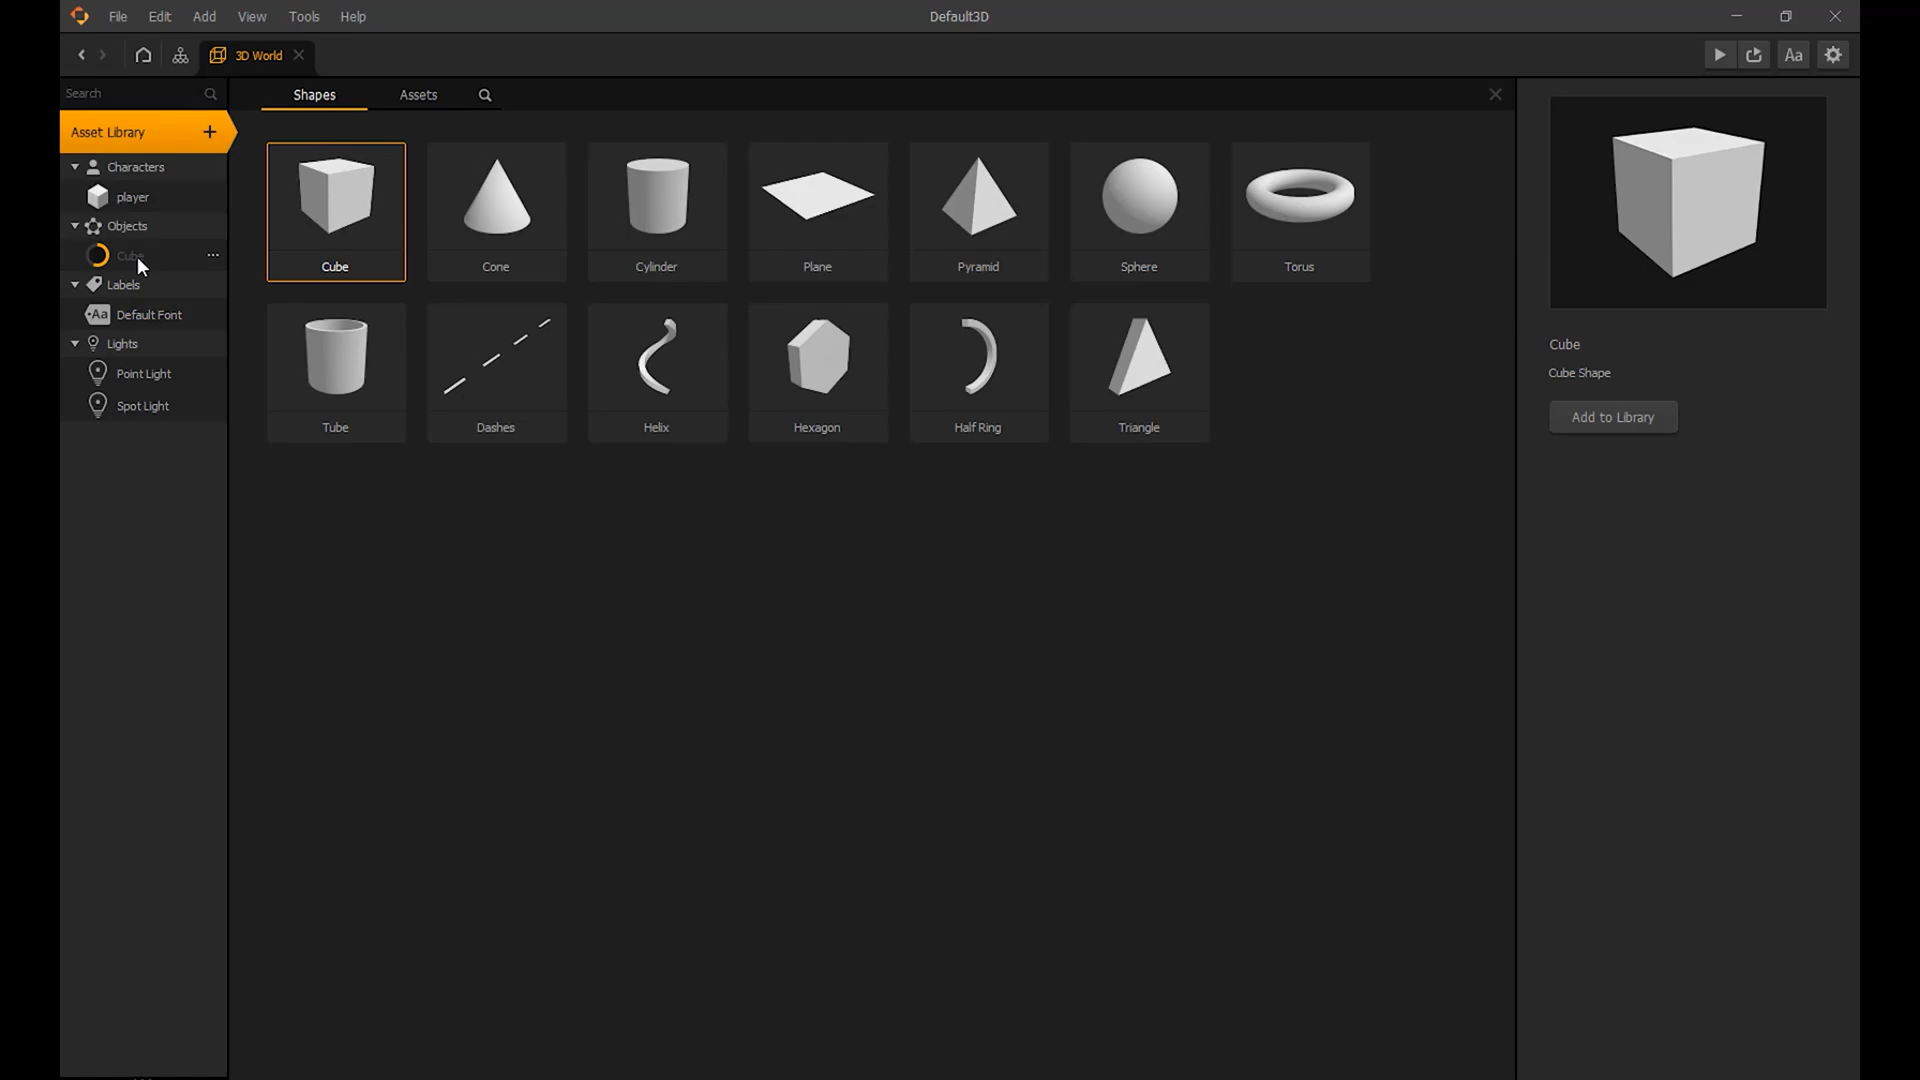 File Edit Add View Tools Help Default3D
3D World Aa
Search Shapes Assets
Asset Library +
Characters
player
Objects
Cube ...
Labels
Aa Default Font
Lights
Point Light
Spot Light
Cube Cone Cylinder Plane Pyramid Sphere Torus
Tube Dashes Helix Hexagon Half Ring Triangle
Cube
Cube Shape
Add to Library